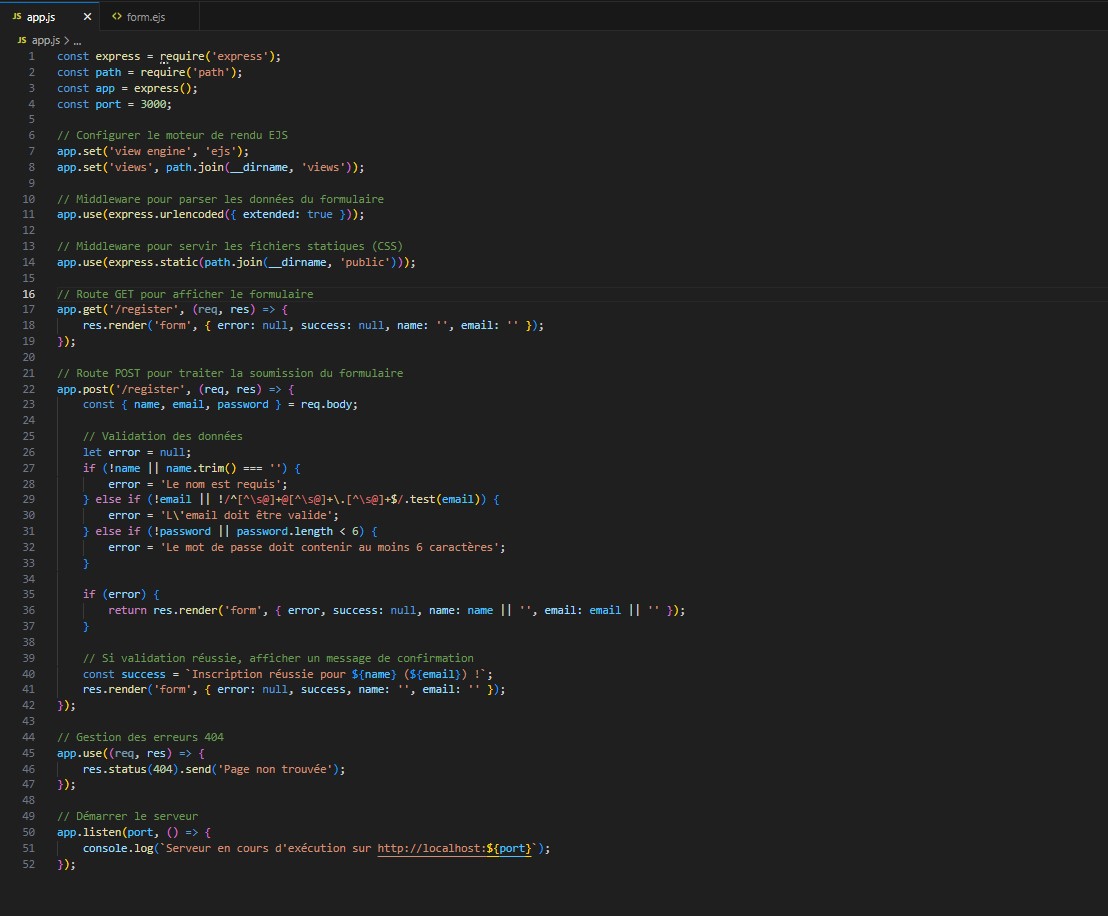 JS app.js × <> form.ejs
JS app.js > ...
1 const express = require('express');
2 const path = require('path');
3 const app = express();
4 const port = 3000;
5
6 // Configurer le moteur de rendu EJS
7 app.set('view engine', 'ejs');
8 app.set('views', path.join(__dirname, 'views'));
9
10 // Middleware pour parser les données du formulaire
11 app.use(express.urlencoded({ extended: true }));
12
13 // Middleware pour servir les fichiers statiques (CSS)
14 app.use(express.static(path.join(__dirname, 'public')));
15
16 // Route GET pour afficher le formulaire
17 app.get('/register', (req, res) => {
18     res.render('form', { error: null, success: null, name: '', email: '' });
19 });
20
21 // Route POST pour traiter la soumission du formulaire
22 app.post('/register', (req, res) => {
23     const { name, email, password } = req.body;
24
25     // Validation des données
26     let error = null;
27     if (!name || name.trim() === '') {
28         error = 'Le nom est requis';
29     } else if (!email || !/^[^\s@]+@[^\s@]+\.[^\s@]+$/.test(email)) {
30         error = 'L\'email doit être valide';
31     } else if (!password || password.length < 6) {
32         error = 'Le mot de passe doit contenir au moins 6 caractères';
33     }
34
35     if (error) {
36         return res.render('form', { error, success: null, name: name || '', email: email || '' });
37     }
38
39     // Si validation réussie, afficher un message de confirmation
40     const success = `Inscription réussie pour ${name} (${email}) !`;
41     res.render('form', { error: null, success, name: '', email: '' });
42 });
43
44 // Gestion des erreurs 404
45 app.use((req, res) => {
46     res.status(404).send('Page non trouvée');
47 });
48
49 // Démarrer le serveur
50 app.listen(port, () => {
51     console.log(`Serveur en cours d'exécution sur http://localhost:${port}`);
52 });